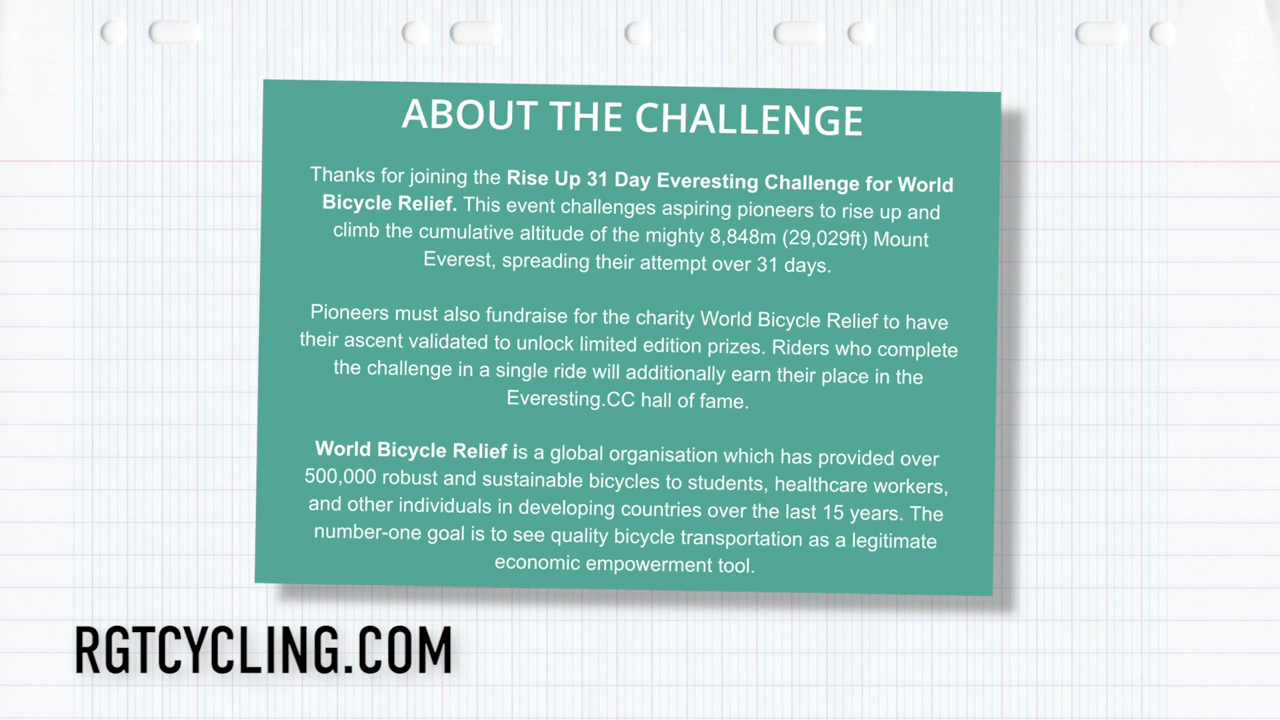 ABOUT THE CHALLENGE
Thanks for joining the Rise Up 31 Day Everesting Challenge for World
Bicycle Relief. This event challenges aspiring pioneers to rise up and
climb the cumulative altitude of the mighty 8,848m (29,029ft) Mount
Everest, spreading their attempt over 31 days.
Pioneers must also fundraise for the charity World Bicycle Relief to have
their ascent validated to unlock limited edition prizes. Riders who complete
the challenge in a single ride will additionally earn their place in the
Everesting.CC hall of fame.
World Bicycle Relief is a global organisation which has provided over
500,000 robust and sustainable bicycles to students, healthcare workers,
and other individuals in developing countries over the last 15 years. The
number-one goal is to see quality bicycle transportation as a legitimate
economic empowerment tool.
RGTCYCLING.COM